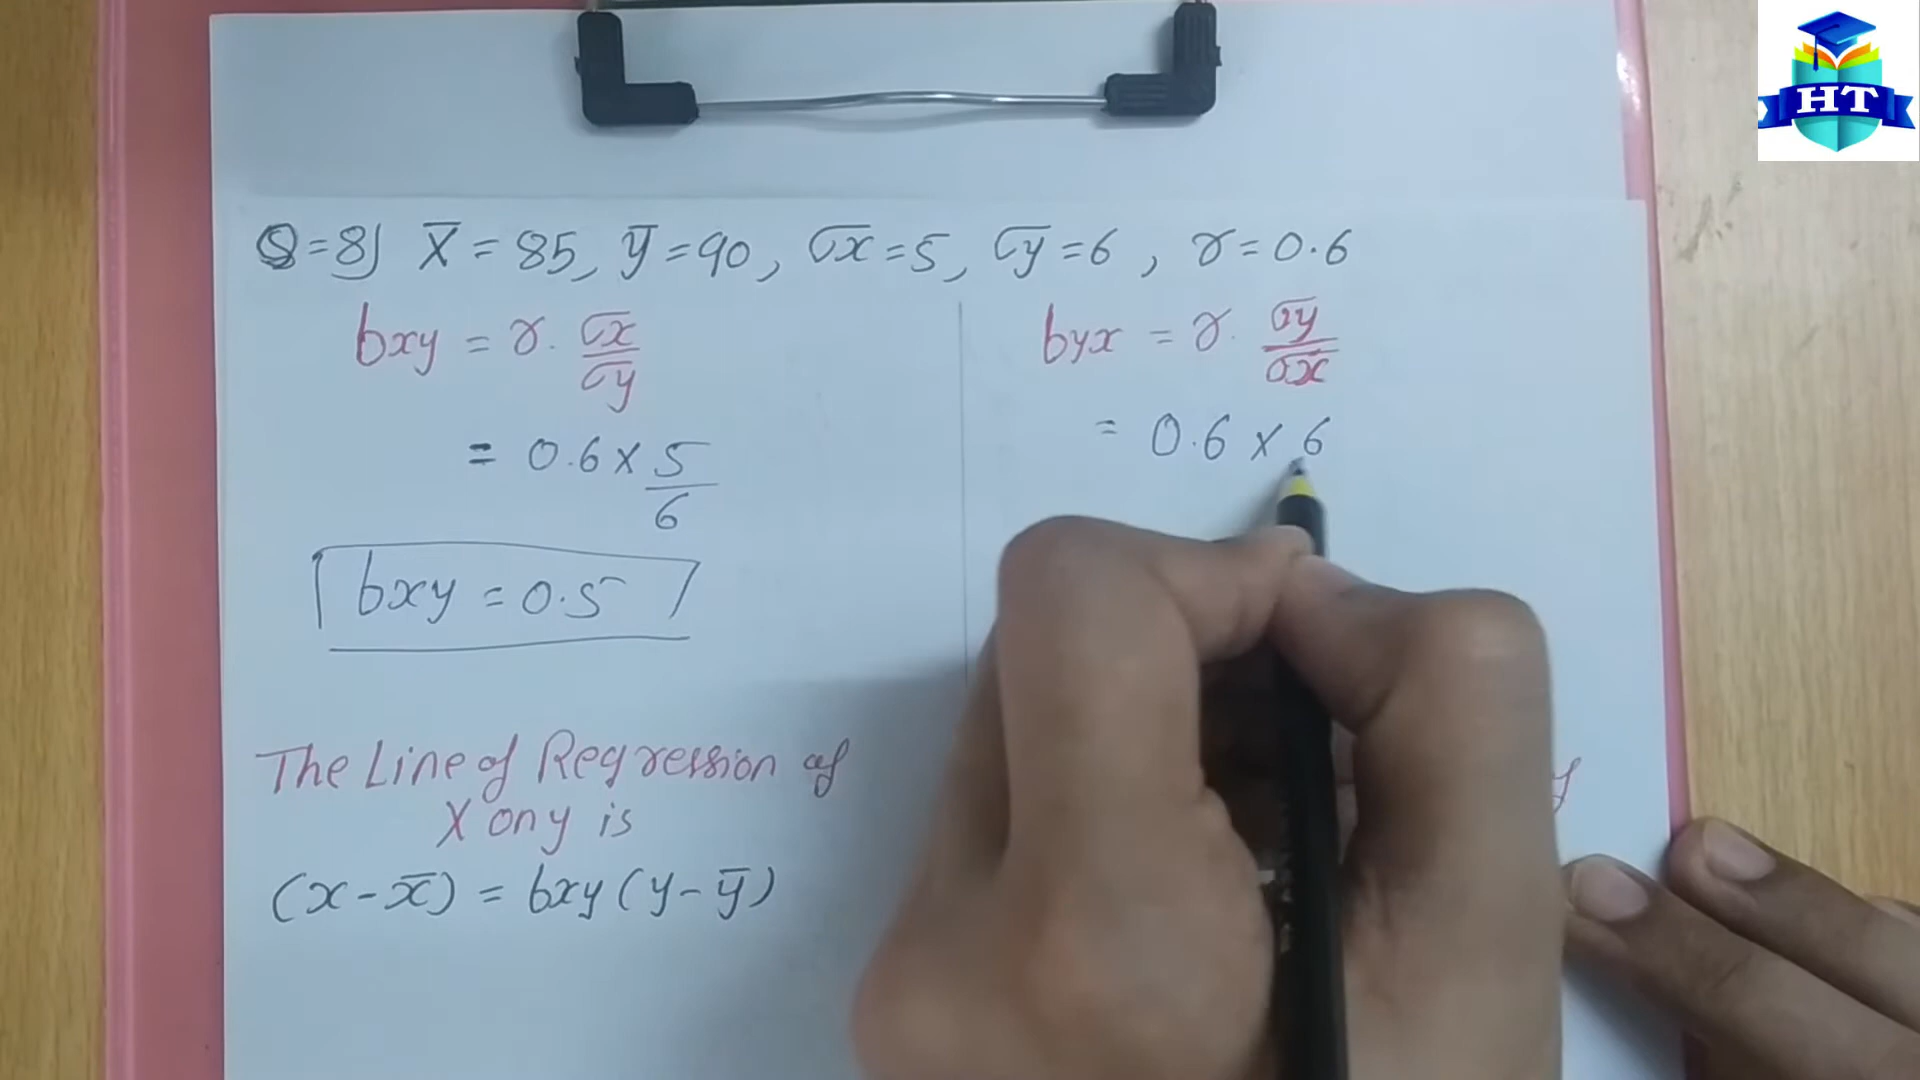 Q=8) X̄ = 85, ȳ = 90, σx = 5, σy = 6, r = 0.6
bxy = r. σx/σy
= 0.6 × 5/6
bxy = 0.5
byx = r. σy/σx
= 0.6 × 6
The Line of Regression of
X on y is
(x - x̄) = bxy (y - ȳ)
HT